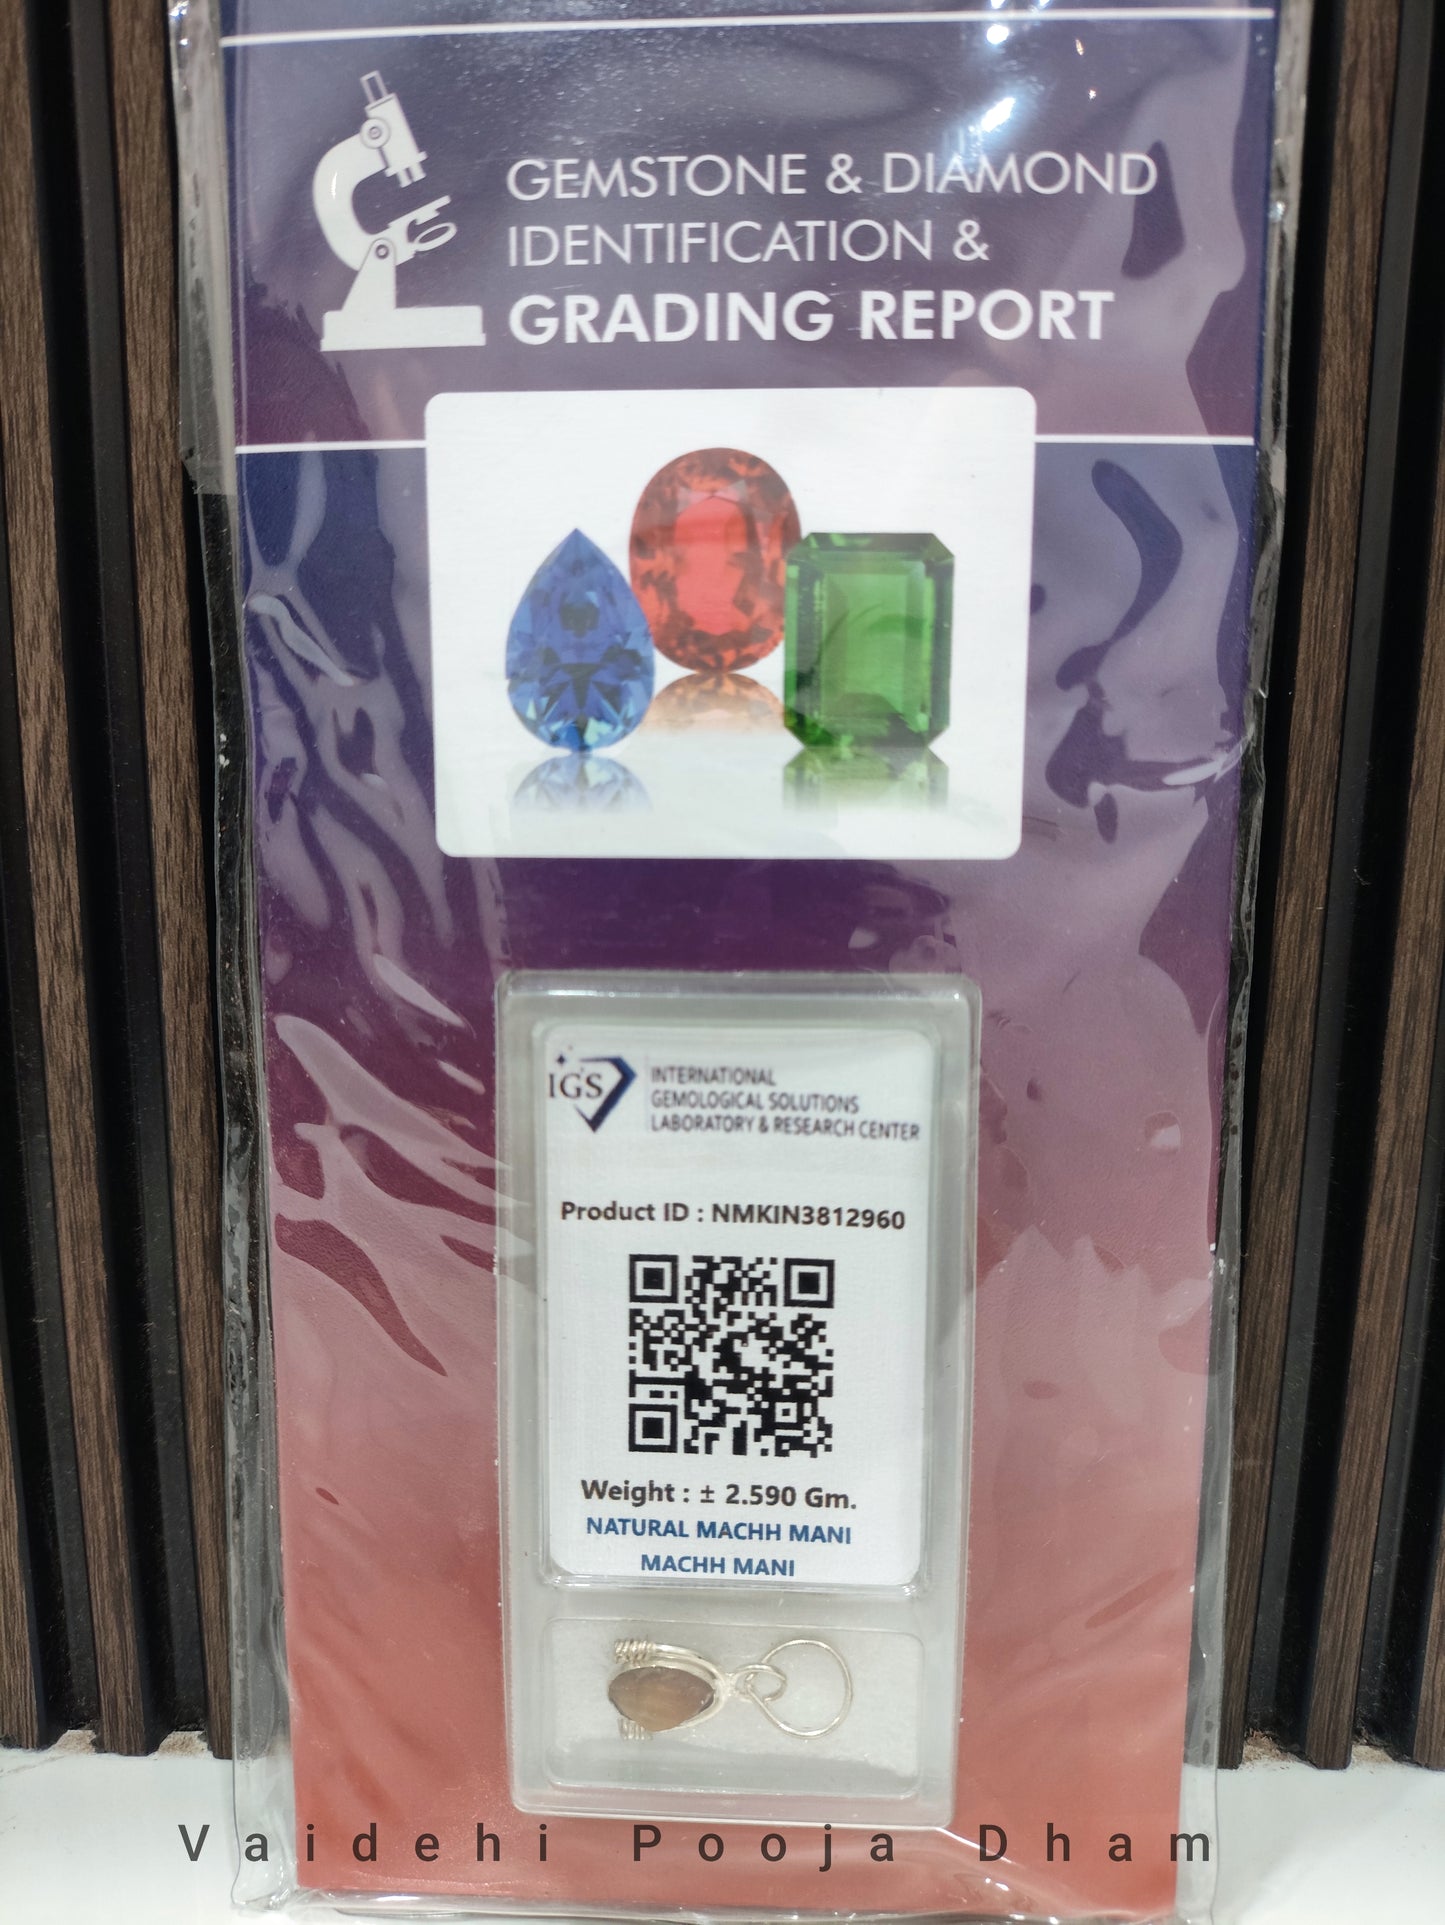 GEMSTONE & DIAMOND
IDENTIFICATION &
GRADING REPORT
IGS
INTERNATIONAL
GEMOLOGICAL SOLUTIONS
LABORATORY & RESEARCH CENTER
Product ID : NMKIN3812960
Weight : ± 2.590 Gm.
NATURAL MACHH MANI
MACHH MANI
Vaidehi Pooja Dham